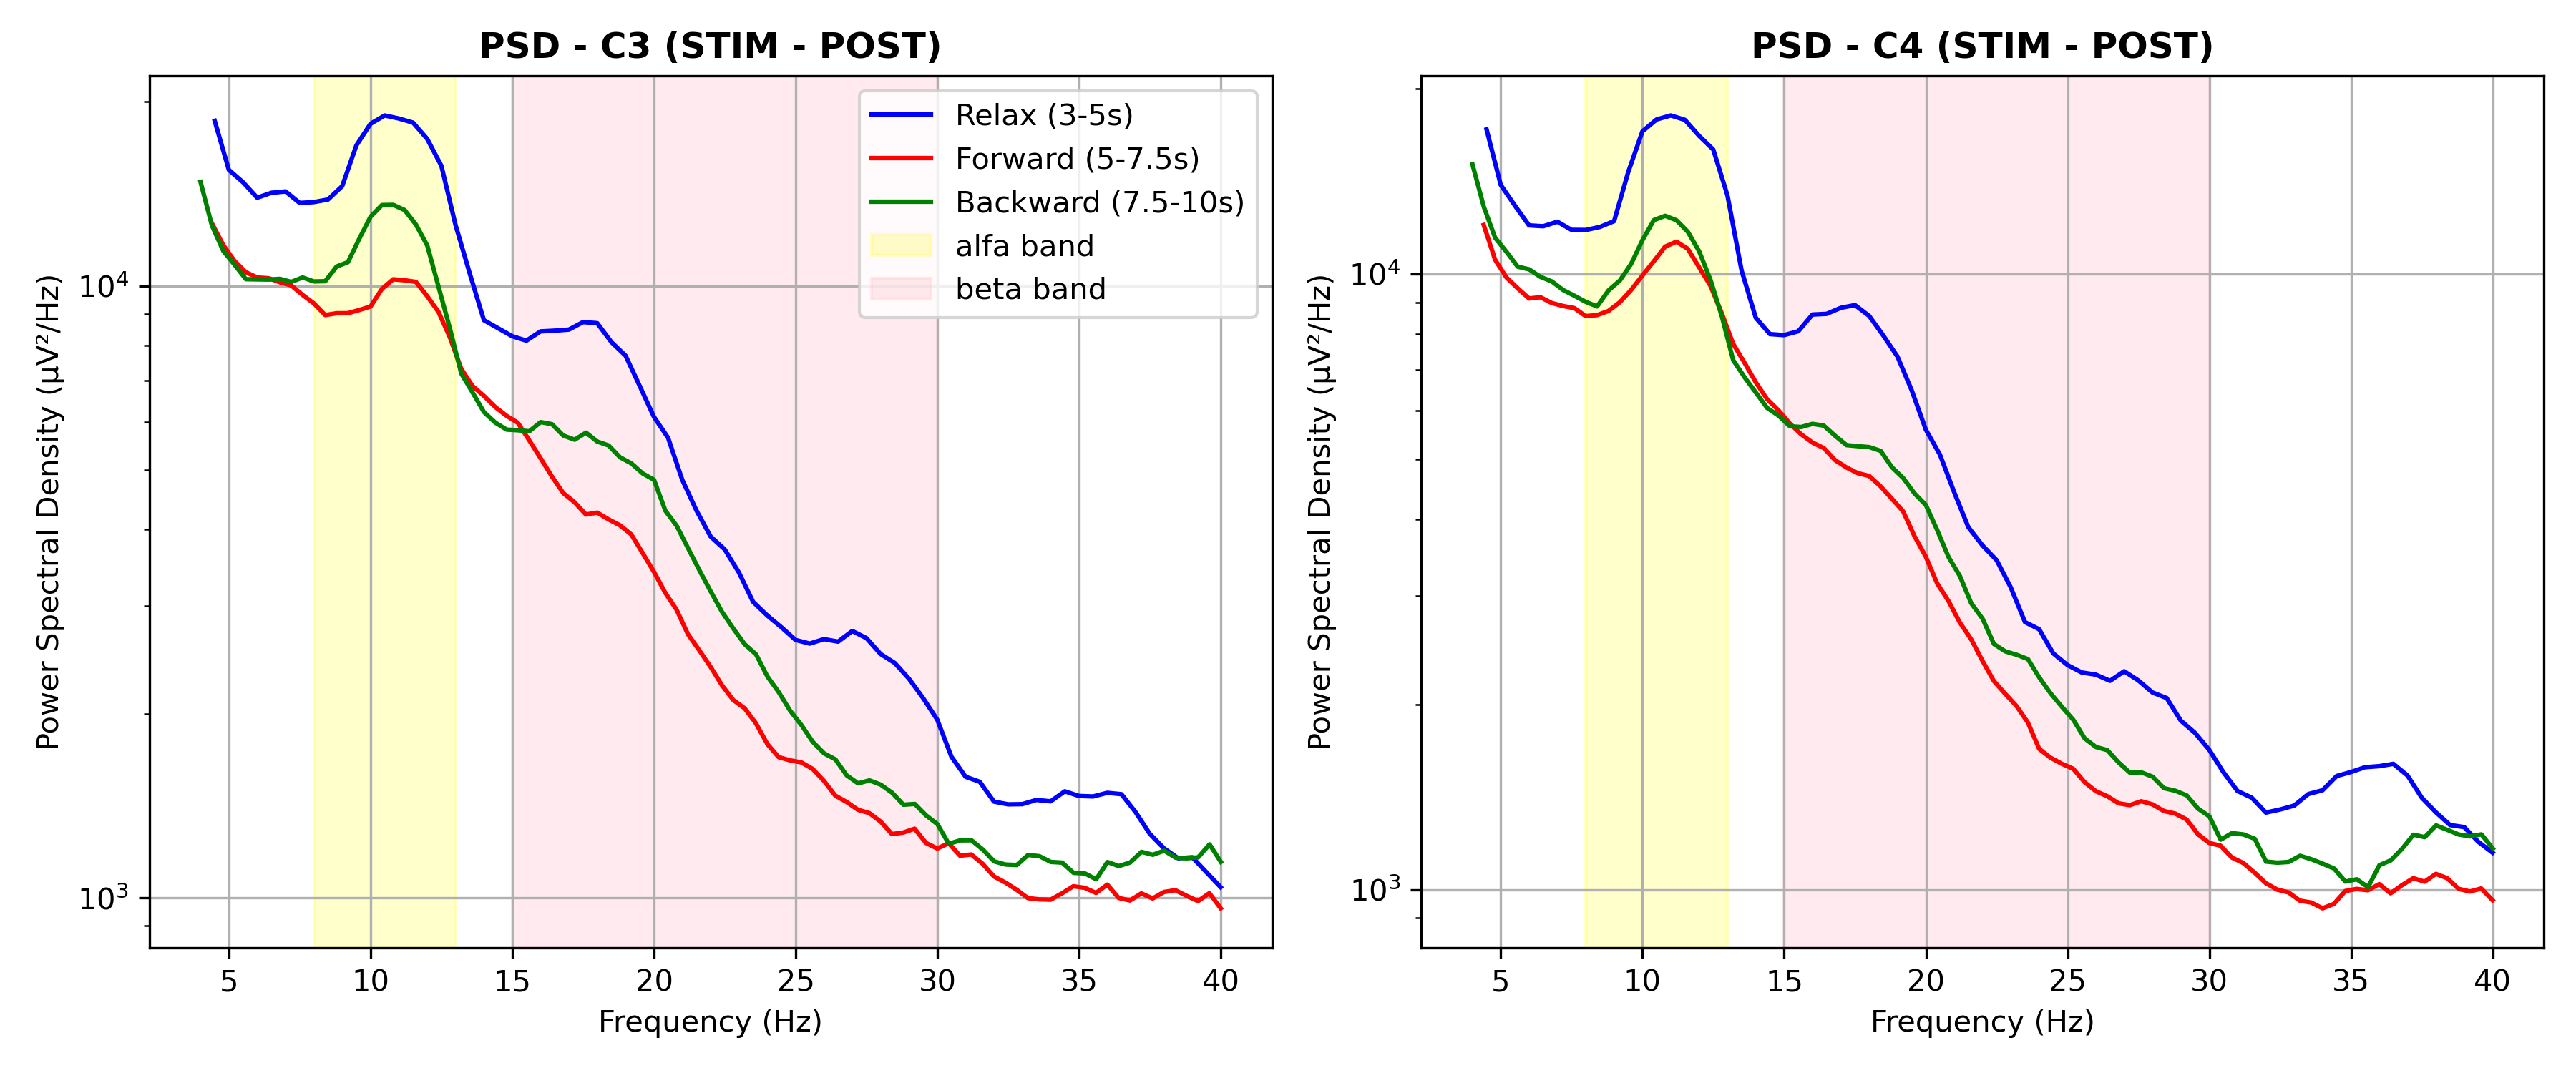 PSD - C3 (STIM - POST)
Power Spectral Density (µV²/Hz)
10⁴
10³
Relax (3-5s)
Forward (5-7.5s)
Backward (7.5-10s)
alfa band
beta band
5 10 15 20 25 30 35 40
Frequency (Hz)
PSD - C4 (STIM - POST)
Power Spectral Density (µV²/Hz)
10⁴
10³
5 10 15 20 25 30 35 40
Frequency (Hz)